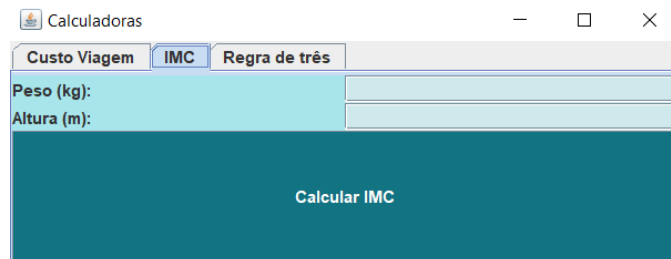 Calculadoras
Custo Viagem IMC Regra de três
Peso (kg):
Altura (m):
Calcular IMC